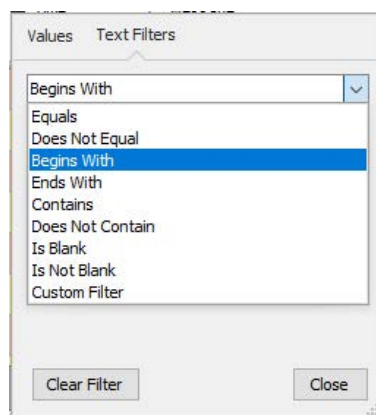 Values Text Filters
Begins With
Equals
Does Not Equal
Begins With
Ends With
Contains
Does Not Contain
Is Blank
Is Not Blank
Custom Filter
Clear Filter Close